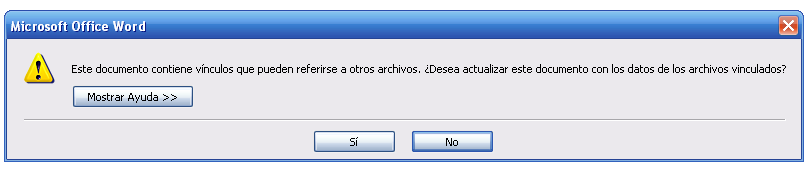 Microsoft Office Word
Este documento contiene vínculos que pueden referirse a otros archivos. ¿Desea actualizar este documento con los datos de los archivos vinculados?
Mostrar Ayuda >>
Sí
No